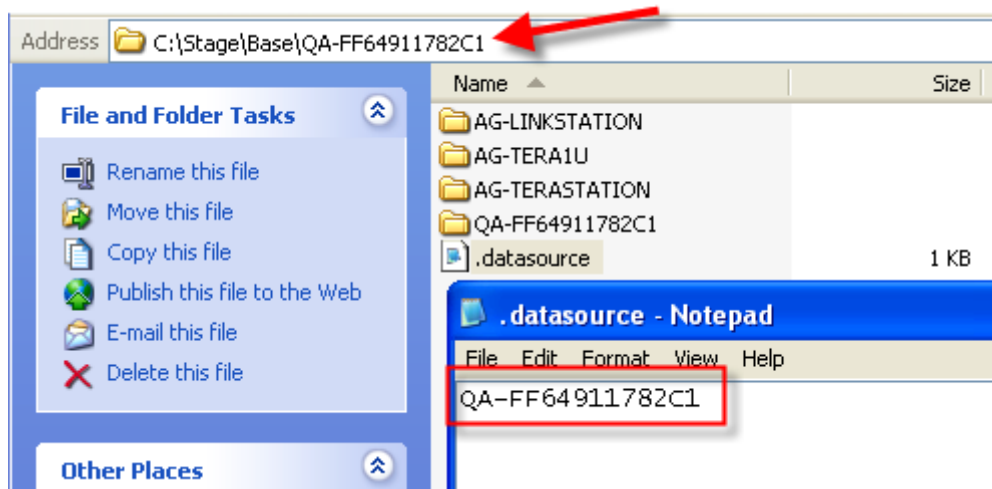 Address C:\Stage\Base\QA-FF64911782C1
Name Size
File and Folder Tasks
Rename this file
Move this file
Copy this file
Publish this file to the Web
E-mail this file
Delete this file
Other Places
AG-LINKSTATION
AG-TERA1U
AG-TERASTATION
QA-FF64911782C1
.datasource 1 KB
.datasource - Notepad
File Edit Format View Help
QA-FF64911782C1